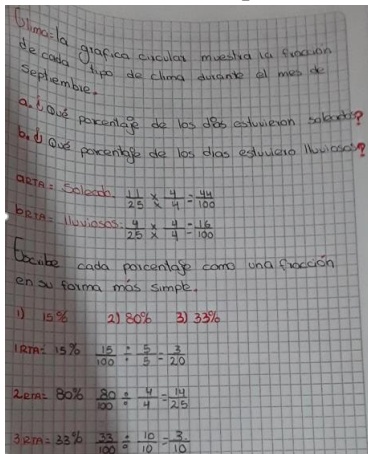 Clima: la grafica circular muestra la función
de cada tipo de clima durante el mes de
Septiembre.
a. ¿Qué porcentaje de los días estuvieron soleados?
b. ¿Qué porcentaje de los días estuviero lluviosos?
aRTA = Soleado. 11/25 × 4/4 = 44/100
bRTA = lluviosos: 4/25 × 4/4 = 16/100
Escribe cada porcentaje como una fracción
en su forma más simple.
1) 15% 2) 80% 3) 33%
1RTA: 15% 15/100 ÷ 5/5 = 3/20
2RTA= 80% 80/100 ÷ 4/4 = 14/25
3RTA= 33% 33/100 ÷ 10/10 = 3/10